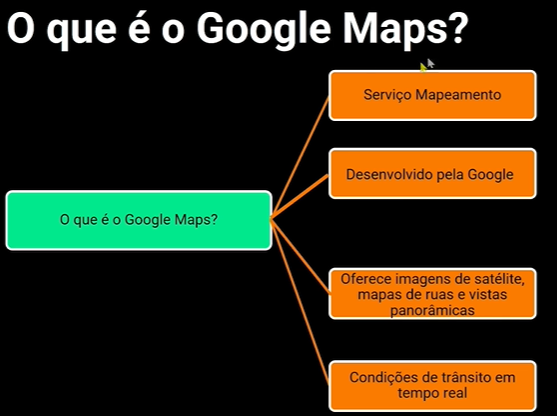 O que é o Google Maps?
Serviço Mapeamento
Desenvolvido pela Google
O que é o Google Maps?
Oferece imagens de satélite,
mapas de ruas e vistas
panorâmicas
Condições de trânsito em
tempo real